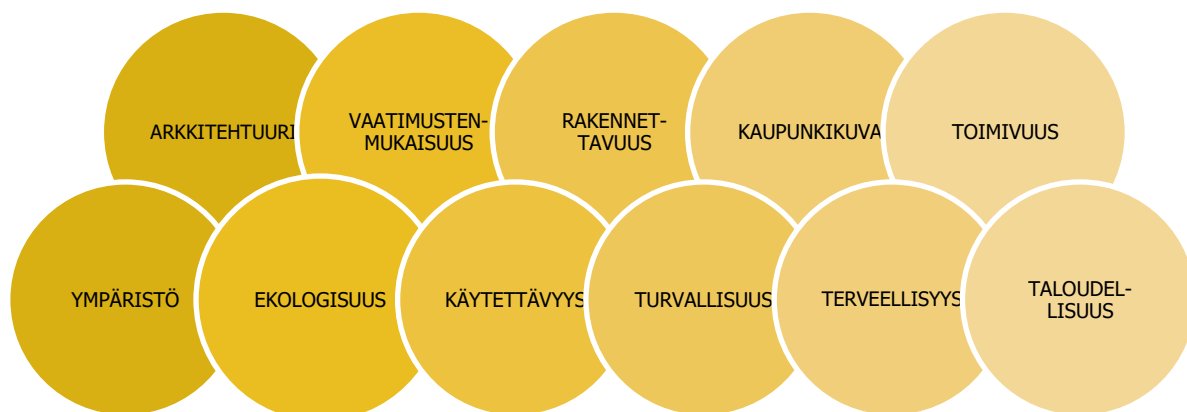 ARKKITEHTUURI
VAATIMUSTEN-
MUKAISUUS
RAKENNET-
TAVUUS
KAUPUNKIKUVA
TOIMIVUUS
YMPÄRISTÖ
EKOLOGISUUS
KÄYTETTÄVYYS
TURVALLISUUS
TERVEELLISYYS
TALOUDEL-
LISUUS